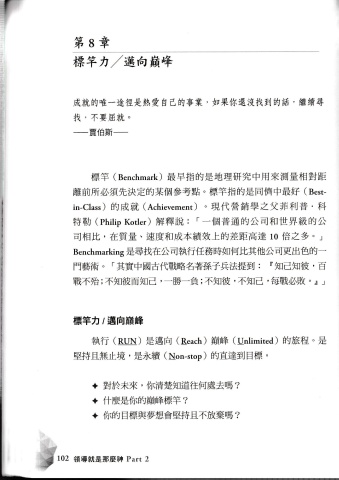 第 8 章
標竿力╱邁向巔峰
成就的唯一途徑是熱愛自己的事業，如果你還沒找到的話，繼續尋
找，不要屈就。
——賈伯斯——
標竿（Benchmark）最早指的是地理研究中用來測量相對距
離前所必須先決定的某個參考點。標竿指的是同儕中最好（Best-
in-Class）的成就（Achievement）。現代營銷學之父菲利普．科
特勒（Philip Kotler）解釋說：「一個普通的公司和世界級的公
司相比，在質量、速度和成本績效上的差距高達 10 倍之多。」
Benchmarking 是尋找在公司執行任務時如何比其他公司更出色的一
門藝術。「其實中國古代戰略名著孫子兵法提到：『知己知彼，百
戰不殆；不知彼而知己，一勝一負；不知彼，不知己，每戰必敗。』」
標竿力 / 邁向巔峰
執行（RUN）是邁向（Reach）巔峰（Unlimited）的旅程。是
堅持且無止境，是永續（Non-stop）的直達到目標。
✦ 對於未來，你清楚知道往何處去嗎？
✦ 什麼是你的巔峰標竿？
✦ 你的目標與夢想會堅持且不放棄嗎？
102 領導就是那麼神 Part 2